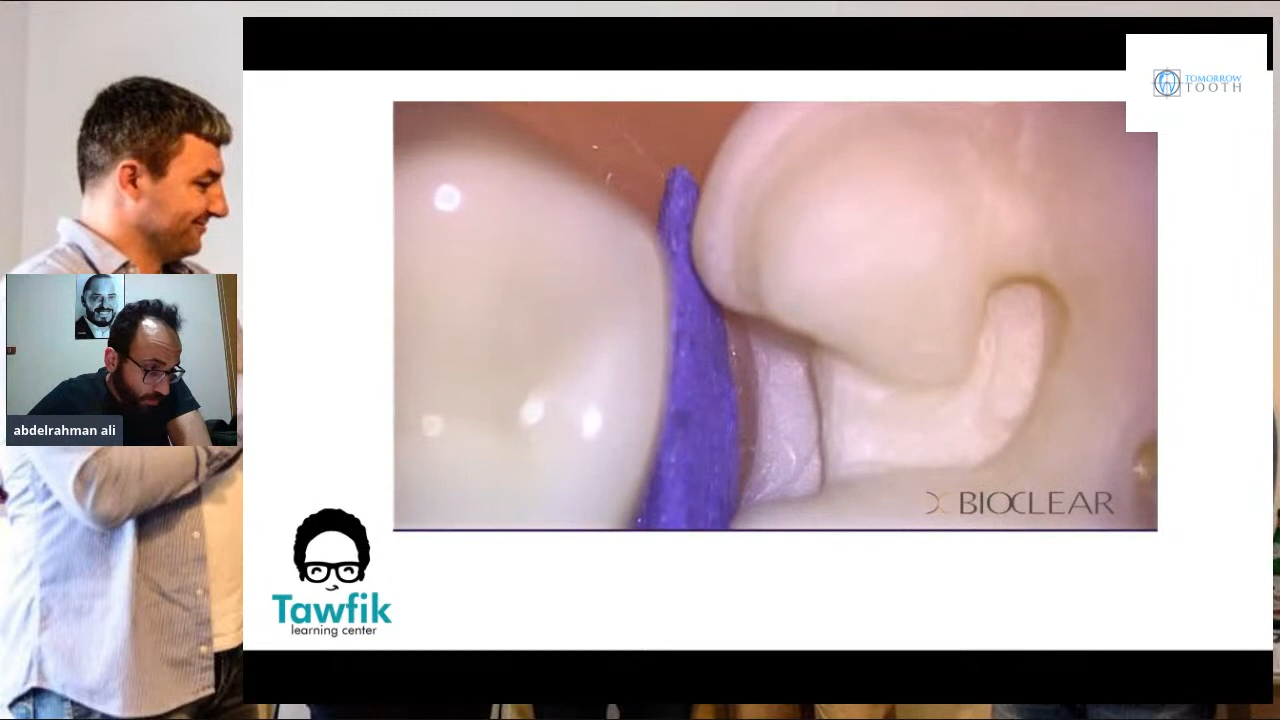 TOMORROW
TOOTH
abdelrahman ali
BIOCLEAR
Tawfik
learning center